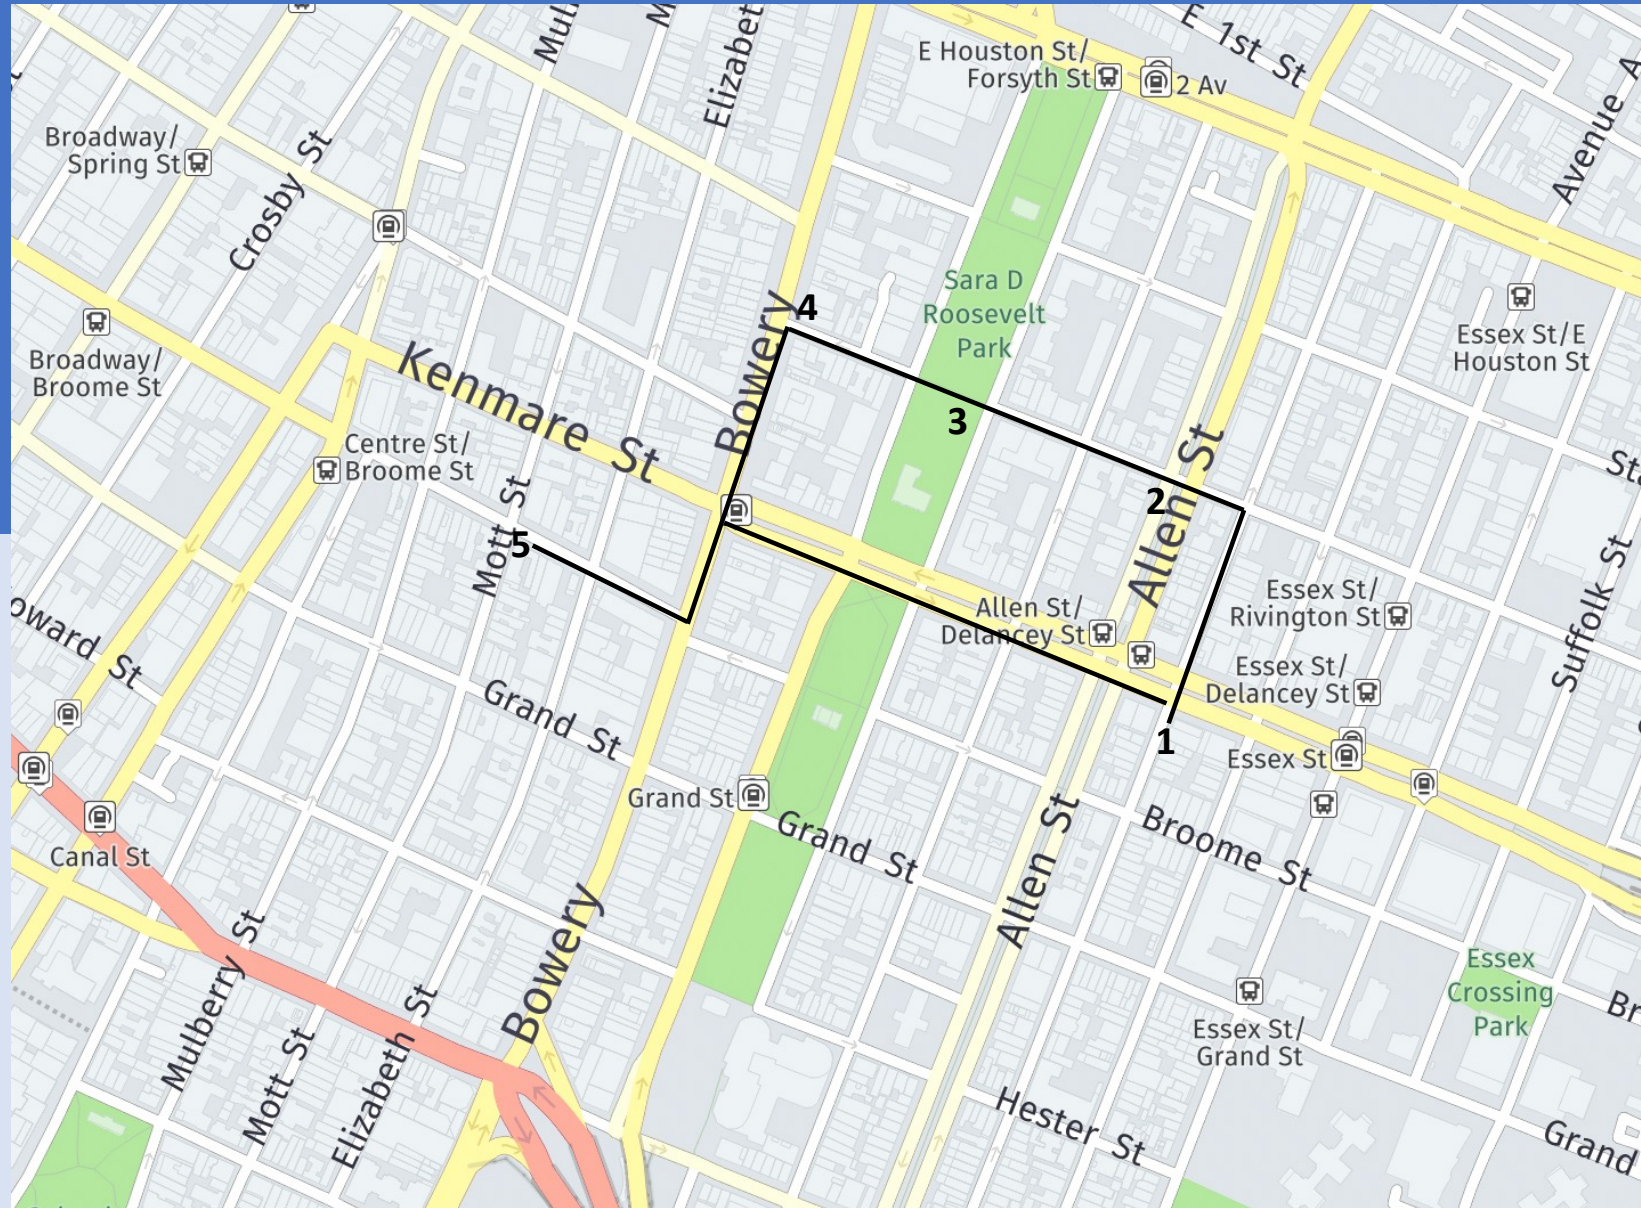 E 1st St
E Houston St/
Forsyth St
2 Av
Elizabet
Avenue A
Broadway/
Spring St
Crosby St
Sara D
Roosevelt
Park
Bowery
4
Essex St/E
Houston St
Broadway/
Broome St
Kenmare St
3
Centre St/
Broome St
Allen St
2
Mott St
5
Suffolk St
Essex St/
Rivington St
Allen St/
Delancey St
Essex St/
Delancey St
oward St
Grand St
1
Essex St
Grand St
Grand St
Broome St
Canal St
Allen St
Bowery
Mulberry St
Mott St
Elizabeth St
Essex
Crossing
Park
Br
Essex St/
Grand St
Hester St
Grand